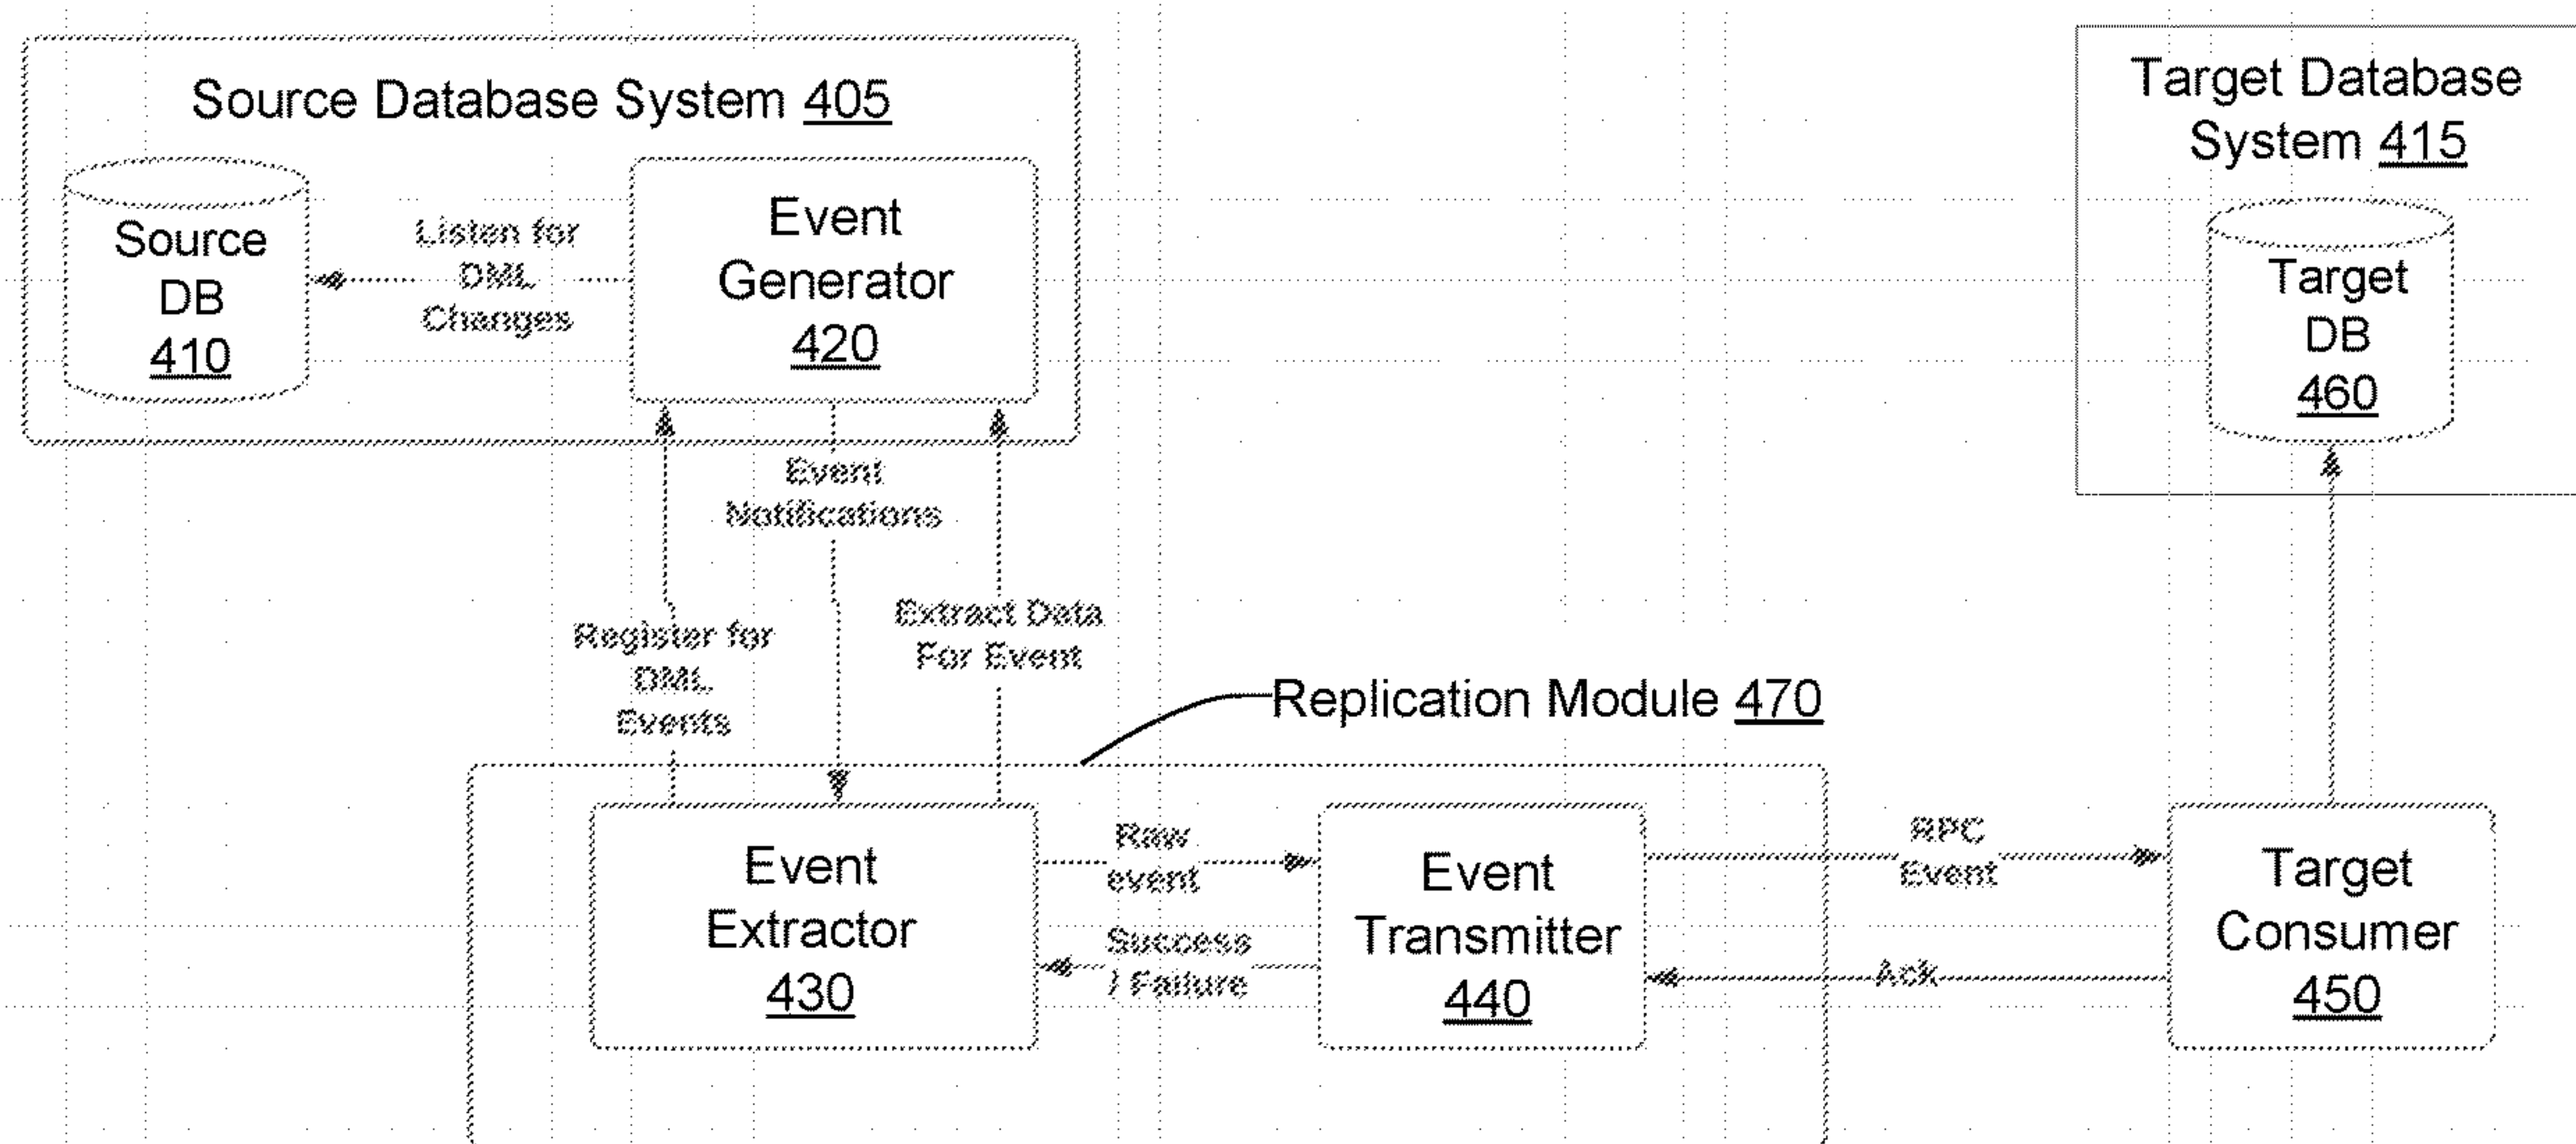 Source Database System 405
Source
DB
410
Listen for
DML
Changes
Event
Generator
420
Target Database
System 415
Target
DB
460
Event
Notifications
Register for
DML
Events
Extract Data
For Event
Replication Module 470
Event
Extractor
430
Raw
event
Success
/ Failure
Event
Transmitter
440
RPC
Event
Ack
Target
Consumer
450